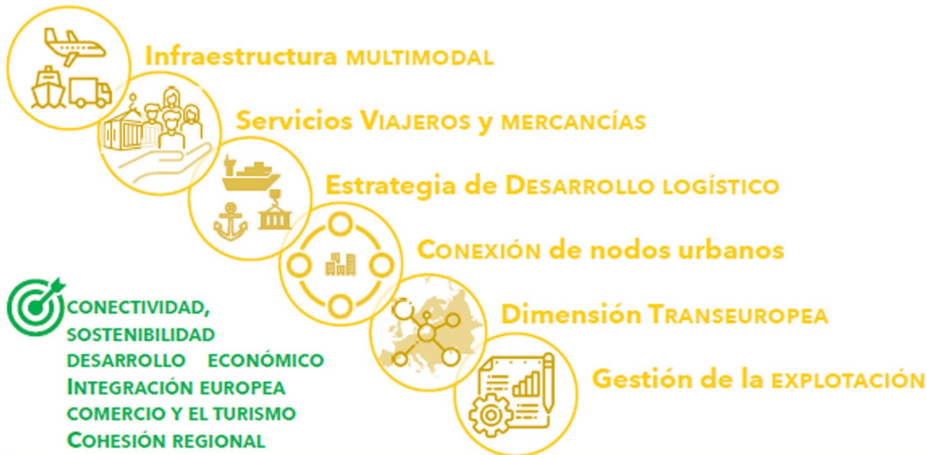 Infraestructura MULTIMODAL
Servicios VIAJEROS y MERCANCÍAS
Estrategia de DESARROLLO LOGÍSTICO
CONEXIÓN de nodos urbanos
Dimensión TRANSEUROPEA
Gestión de la EXPLOTACIÓN
CONECTIVIDAD,
SOSTENIBILIDAD
DESARROLLO ECONÓMICO
INTEGRACIÓN EUROPEA
COMERCIO Y EL TURISMO
COHESIÓN REGIONAL